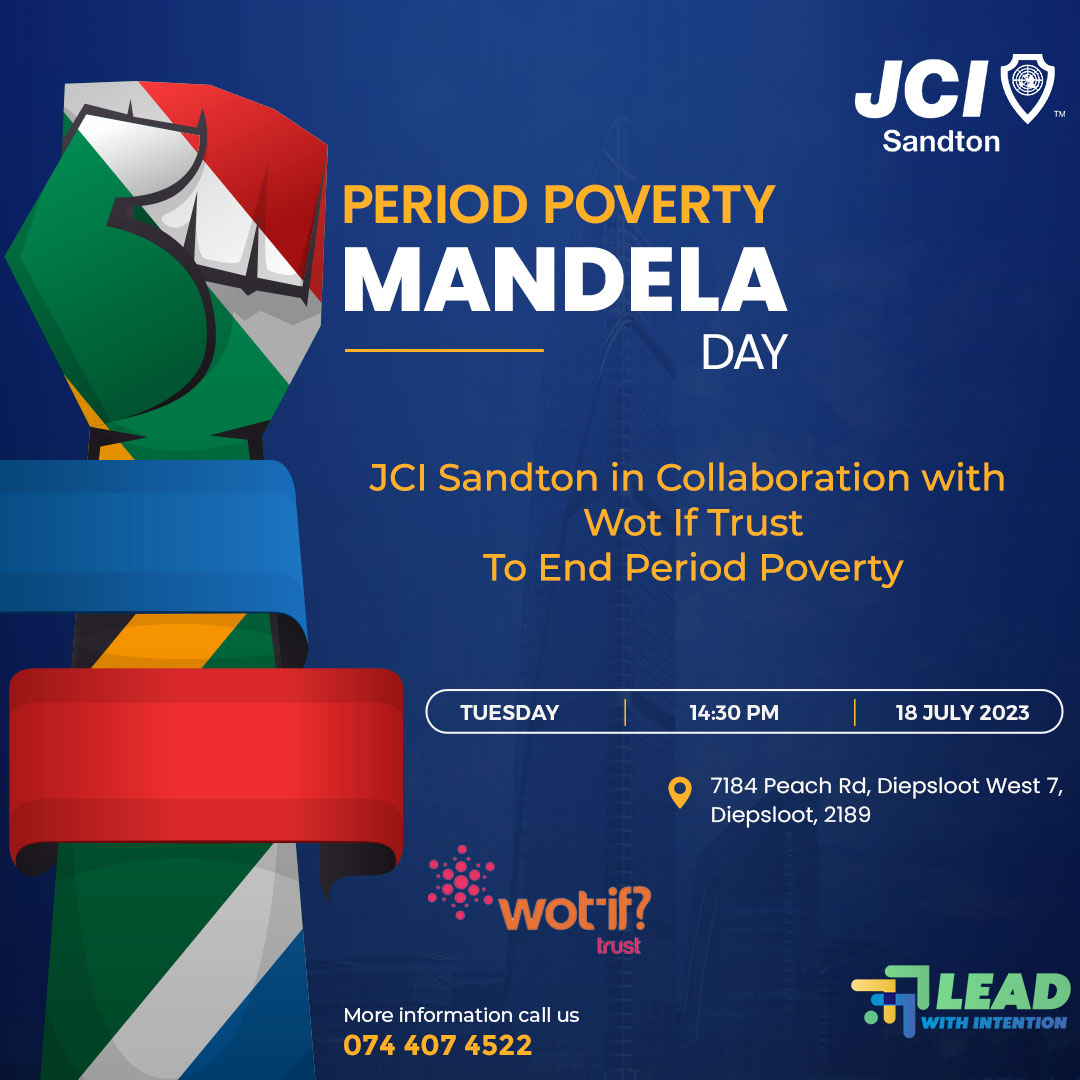 JCI
TM
Sandton
PERIOD POVERTY
MANDELA
DAY
JCI Sandton in Collaboration with
Wot If Trust
To End Period Poverty
TUESDAY | 14:30 PM | 18 JULY 2023
7184 Peach Rd, Diepsloot West 7,
Diepsloot, 2189
wot-if?
trust
LEAD
WITH INTENTION
More information call us
074 407 4522